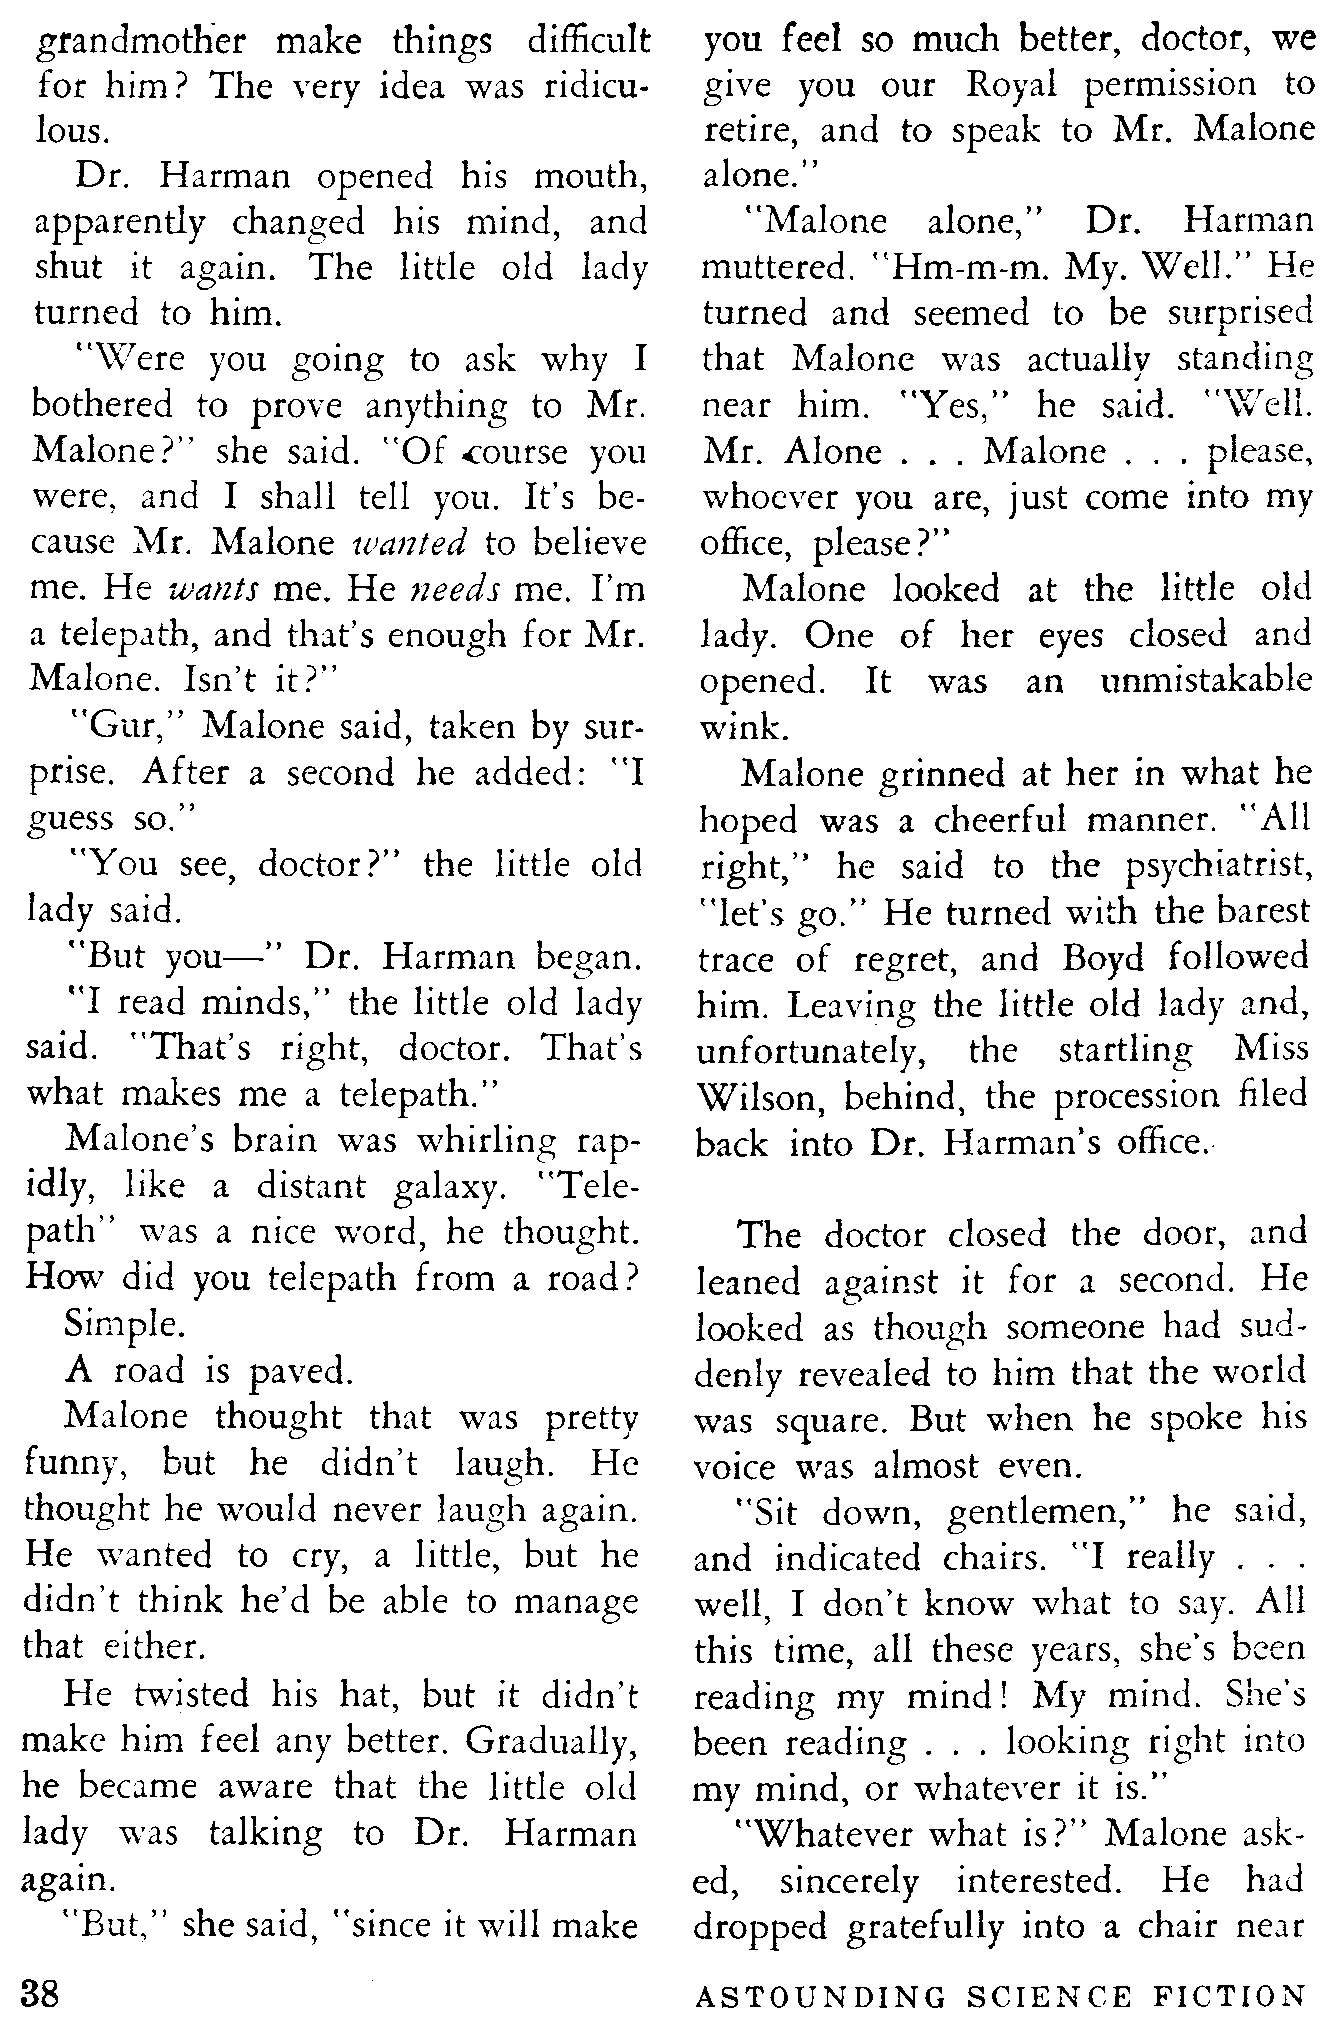 grandmother make things difficult
for him? The very idea was ridicu-
lous.
Dr. Harman opened his mouth,
apparently changed his mind, and
shut it again. The little old lady
turned to him.
"Were you going to ask why I
bothered to prove anything to Mr.
Malone?" she said. "Of course you
were, and I shall tell you. It's be-
cause Mr. Malone wanted to believe
me. He wants me. He needs me. I'm
a telepath, and that's enough for Mr.
Malone. Isn't it?"
"Gur," Malone said, taken by sur-
prise. After a second he added: "I
guess so."
"You see, doctor?" the little old
lady said.
"But you—" Dr. Harman began.
"I read minds," the little old lady
said. "That's right, doctor. That's
what makes me a telepath."
Malone's brain was whirling rap-
idly, like a distant galaxy. "Tele-
path" was a nice word, he thought.
How did you telepath from a road?
Simple.
A road is paved.
Malone thought that was pretty
funny, but he didn't laugh. He
thought he would never laugh again.
He wanted to cry, a little, but he
didn't think he'd be able to manage
that either.
He twisted his hat, but it didn't
make him feel any better. Gradually,
he became aware that the little old
lady was talking to Dr. Harman
again.
"But," she said, "since it will make
you feel so much better, doctor, we
give you our Royal permission to
retire, and to speak to Mr. Malone
alone."
"Malone alone," Dr. Harman
muttered. "Hm-m-m. My. Well." He
turned and seemed to be surprised
that Malone was actually standing
near him. "Yes," he said. "Well.
Mr. Alone . . . Malone . . . please,
whoever you are, just come into my
office, please?"
Malone looked at the little old
lady. One of her eyes closed and
opened. It was an unmistakable
wink.
Malone grinned at her in what he
hoped was a cheerful manner. "All
right," he said to the psychiatrist,
"let's go." He turned with the barest
trace of regret, and Boyd followed
him. Leaving the little old lady and,
unfortunately, the startling Miss
Wilson, behind, the procession filed
back into Dr. Harman's office.
The doctor closed the door, and
leaned against it for a second. He
looked as though someone had sud-
denly revealed to him that the world
was square. But when he spoke his
voice was almost even.
"Sit down, gentlemen," he said,
and indicated chairs. "I really . . .
well, I don't know what to say. All
this time, all these years, she's been
reading my mind! My mind. She's
been reading . . . looking right into
my mind, or whatever it is."
"Whatever what is?" Malone ask-
ed, sincerely interested. He had
dropped gratefully into a chair near
38
ASTOUNDING SCIENCE FICTION